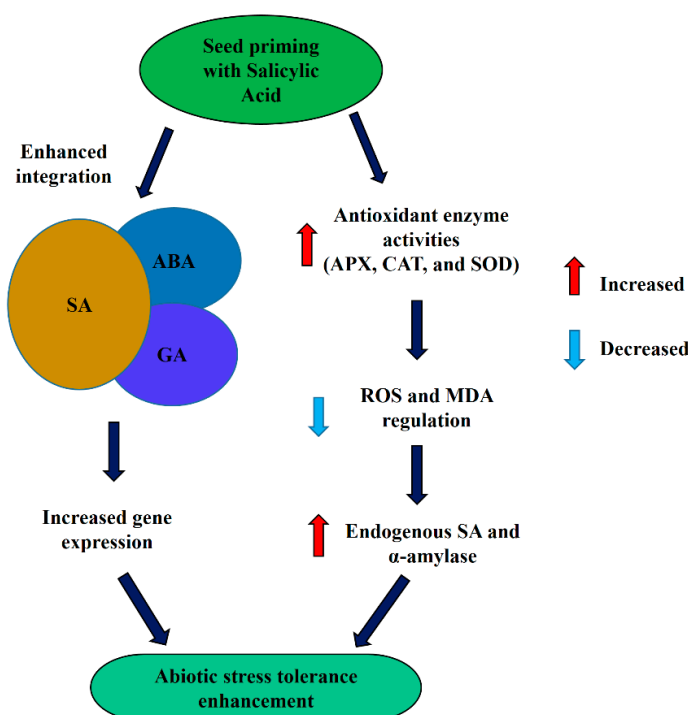 Seed priming
with Salicylic
Acid
Enhanced
integration
SA
ABA
GA
Increased gene
expression
Antioxidant enzyme
activities
(APX, CAT, and SOD)
ROS and MDA
regulation
Endogenous SA and
α-amylase
Increased
Decreased
Abiotic stress tolerance
enhancement